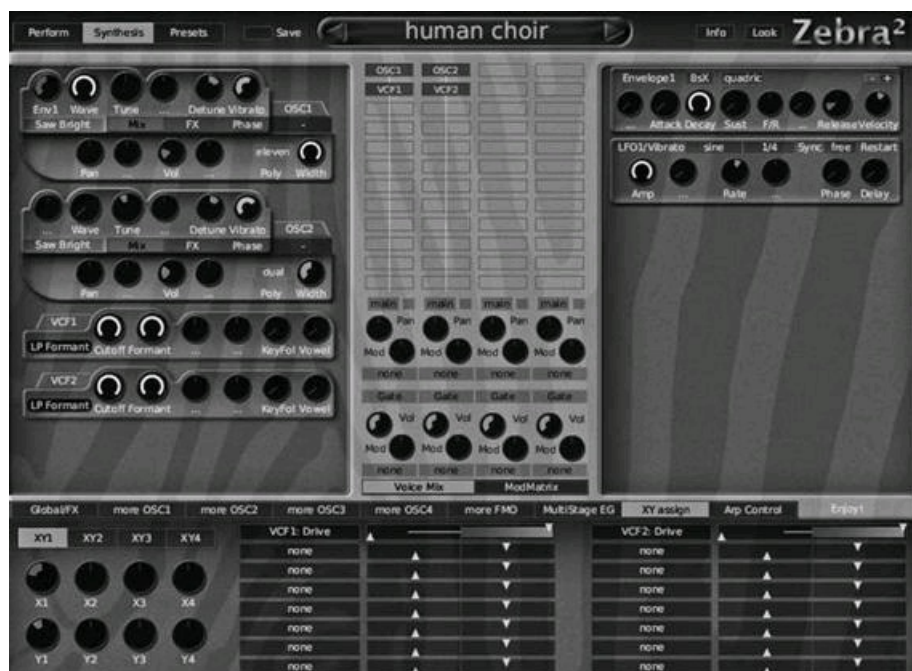 Perform Synthesis Presets Save human choir Info Look Zebra2
Env1 Wave Tune ... Detune Vibrato OSC1
Saw Bright Mix FX Phase -
eleven
Pan ... Vol ... Poly Width
... Wave Tune ... Detune Vibrato OSC2
Saw Bright Mix FX Phase -
dual
Pan ... Vol ... Poly Width
VCF1
LP Formant Cutoff Formant ... ... KeyFol Vowel
VCF2
LP Formant Cutoff Formant ... ... KeyFol Vowel
OSC1 OSC2
VCF1 VCF2
main main main main
Pan Pan Pan Pan
Mod Mod Mod Mod
none none none none
Gate Gate Gate Gate
Vol Vol Vol Vol
Mod Mod Mod Mod
none none none none
Voice Mix ModMatrix
Envelope1 BsX quadric - +
... Attack Decay Sust F/R ... Release Velocity
LFO1/Vibrato sine 1/4 Sync free Restart
Amp ... Rate ... Phase Delay
Global/FX more OSC1 more OSC2 more OSC3 more OSC4 more FMO MultiStage EG XY assign Arp Control Enjoy!
XY1 XY2 XY3 XY4
X1 X2 X3 X4
Y1 Y2 Y3 Y4
VCF1: Drive
none
none
none
none
none
none
none
VCF2: Drive
none
none
none
none
none
none
none